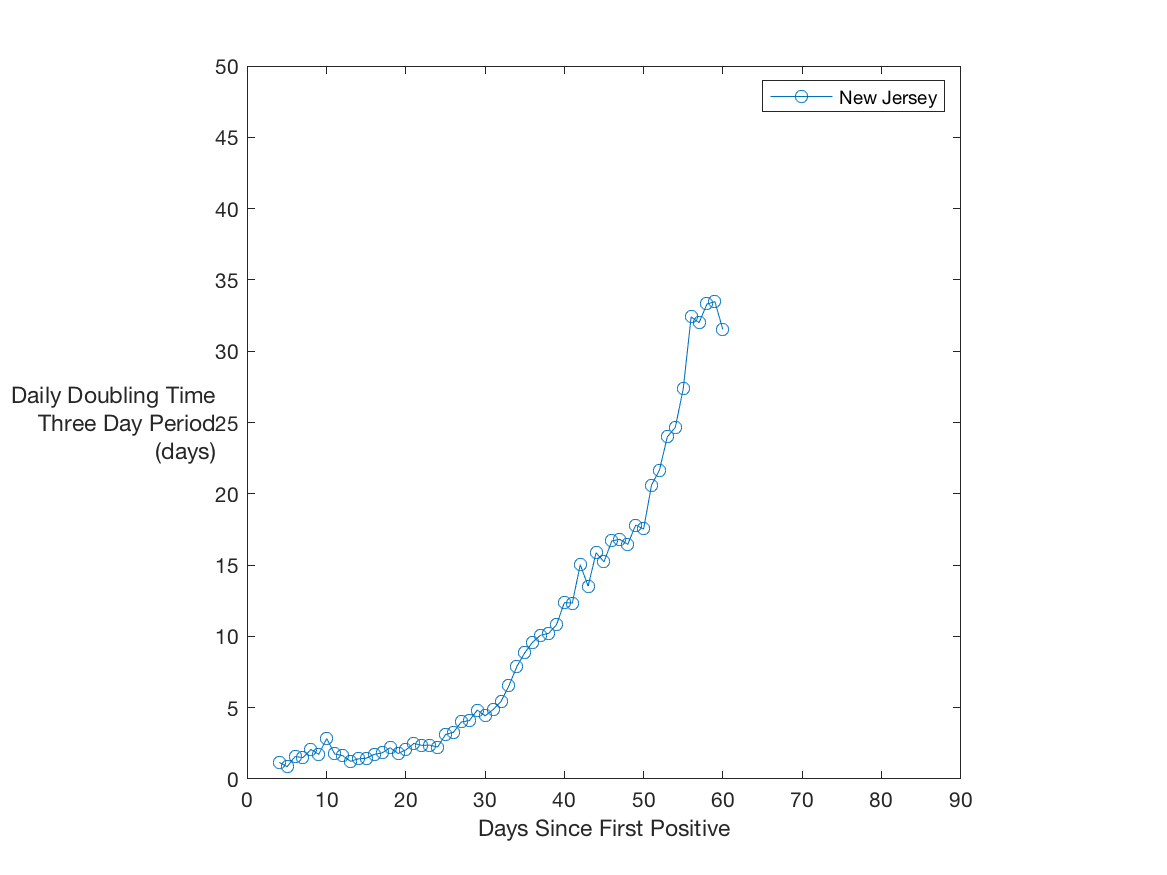 50
New Jersey
45
40
35
30
Daily Doubling Time
Three Day Period
25
(days)
20
15
10
5
0
0 10 20 30 40 50 60 70 80 90
Days Since First Positive